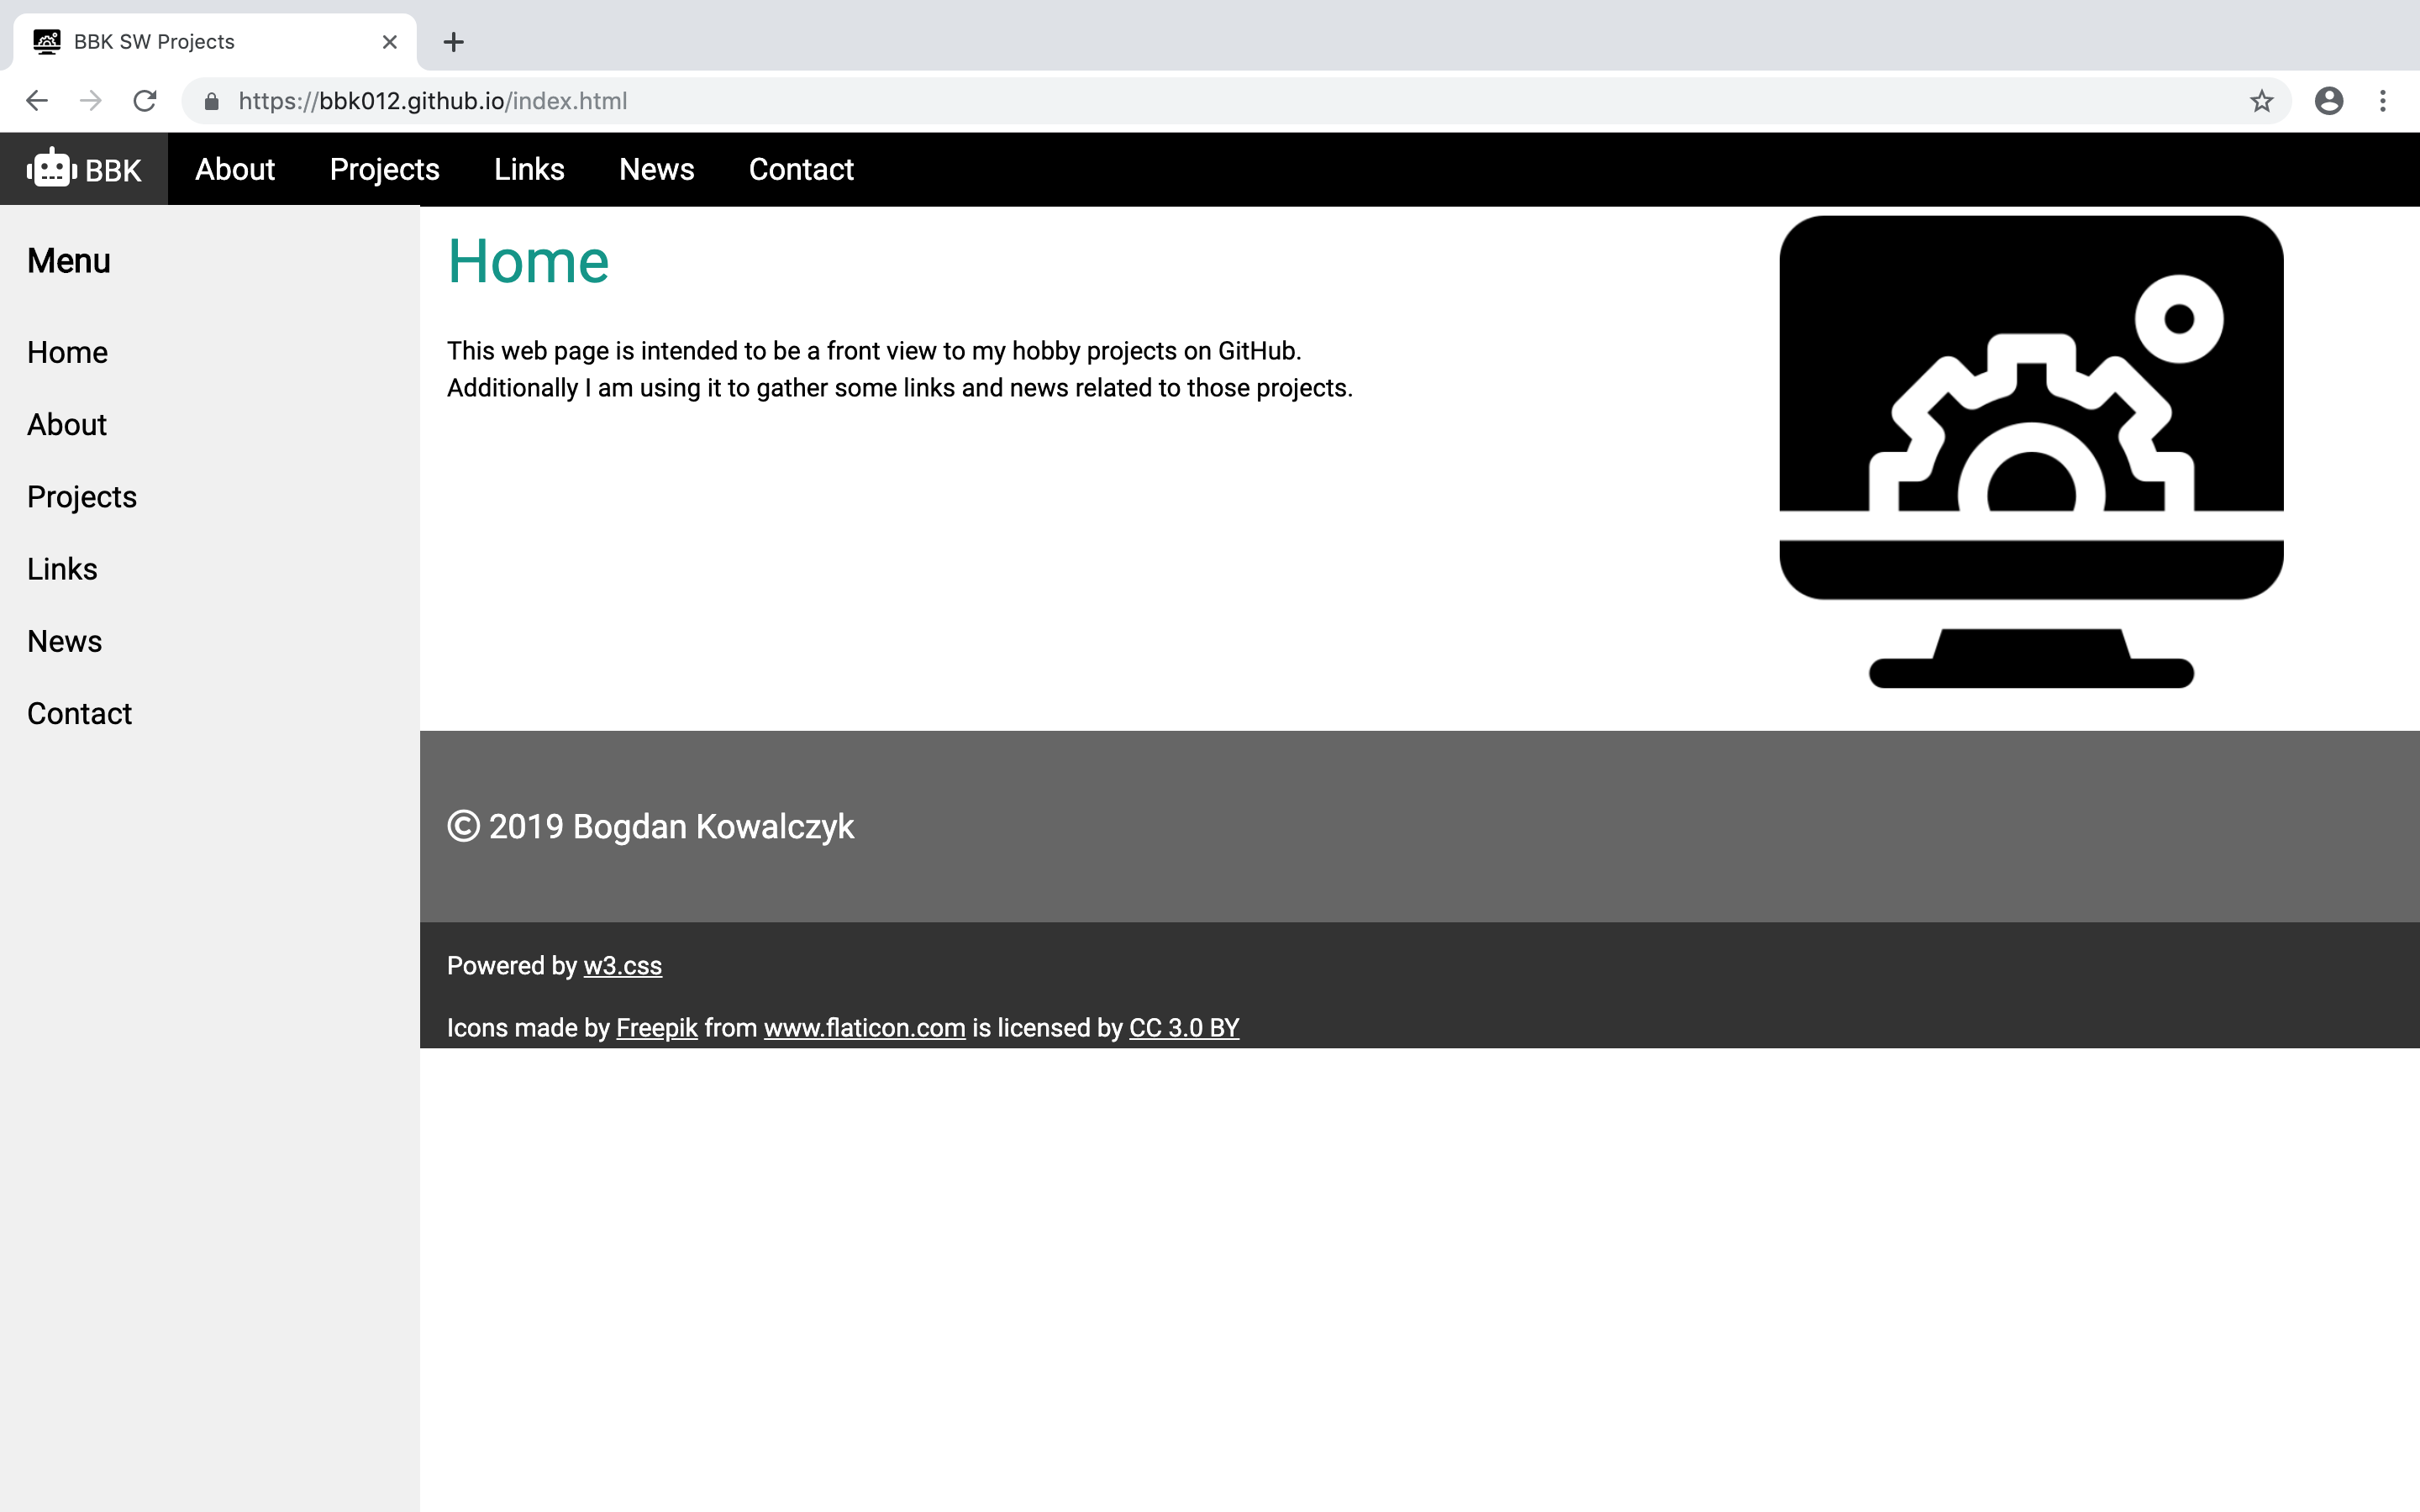 BBK SW Projects
https://bbk012.github.io/index.html
BBK About Projects Links News Contact
Menu
Home
About
Projects
Links
News
Contact
Home
This web page is intended to be a front view to my hobby projects on GitHub.
Additionally I am using it to gather some links and news related to those projects.
© 2019 Bogdan Kowalczyk
Powered by w3.css
Icons made by Freepik from www.flaticon.com is licensed by CC 3.0 BY